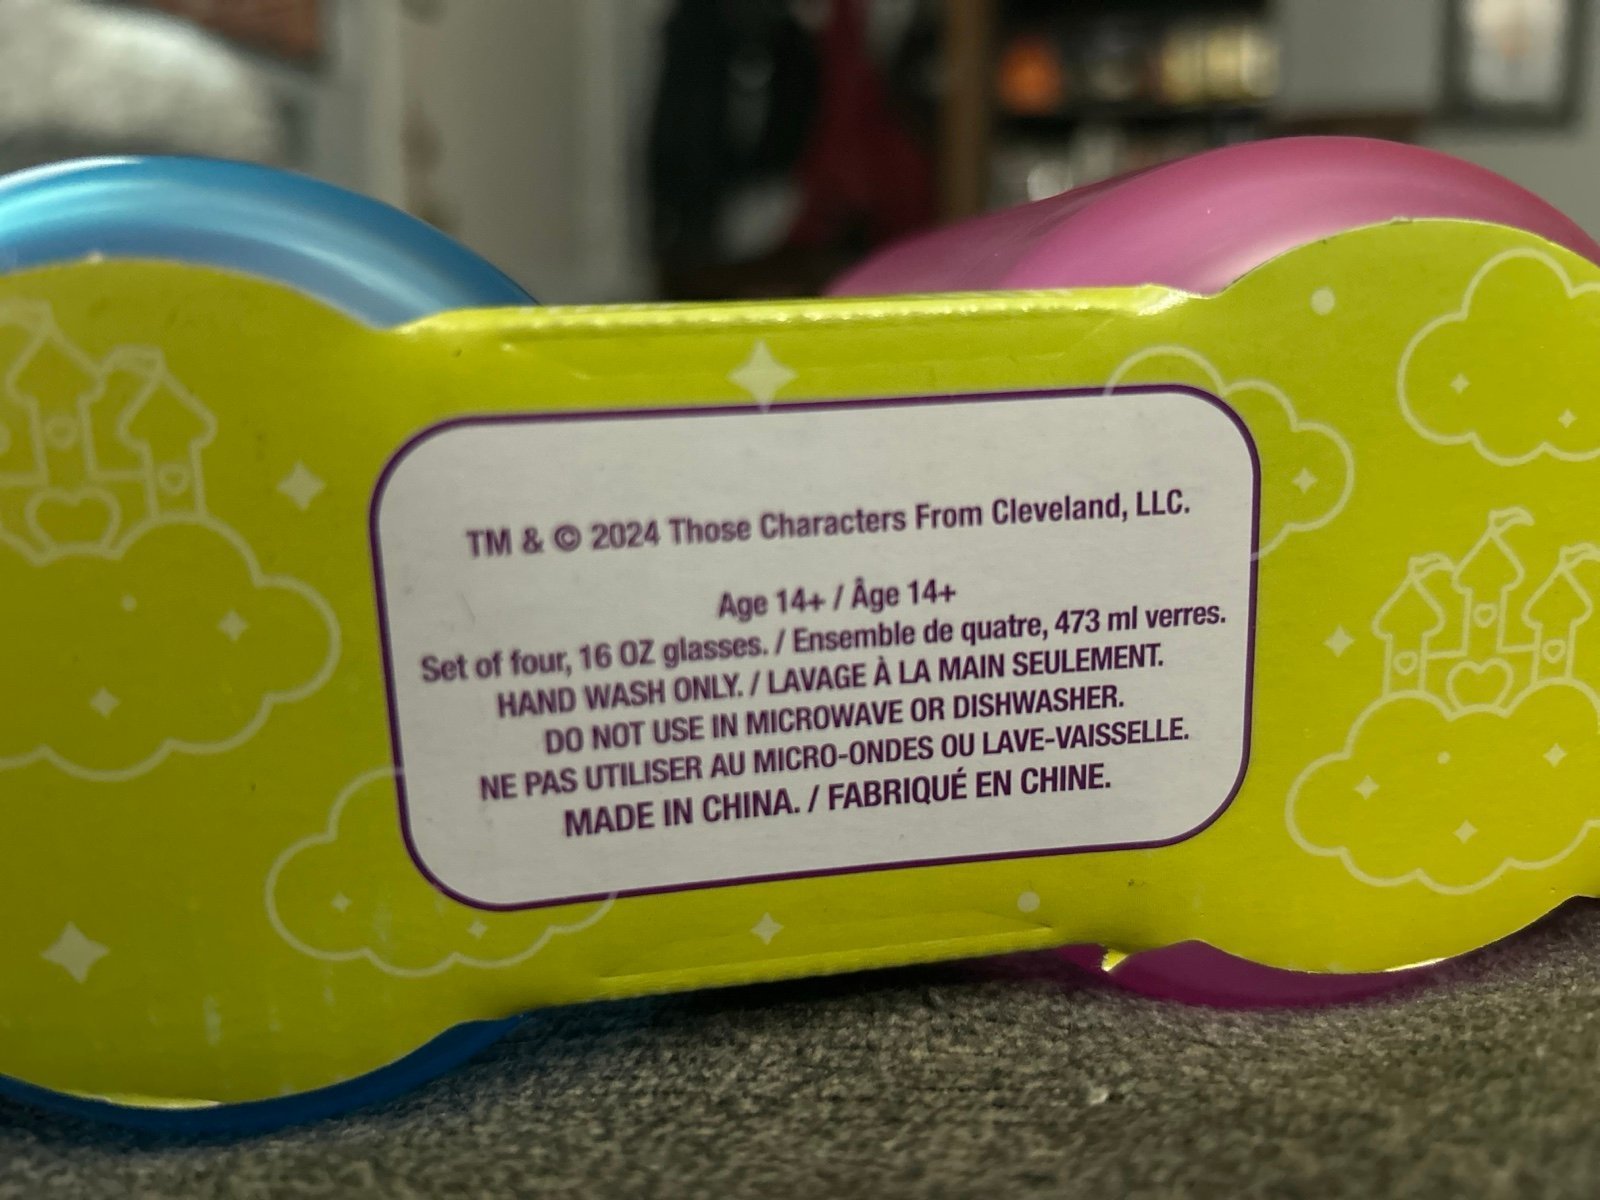 TM & © 2024 Those Characters From Cleveland, LLC.
Age 14+ / Âge 14+
Set of four, 16 OZ glasses. / Ensemble de quatre, 473 ml verres.
HAND WASH ONLY. / LAVAGE À LA MAIN SEULEMENT.
DO NOT USE IN MICROWAVE OR DISHWASHER.
NE PAS UTILISER AU MICRO-ONDES OU LAVE-VAISSELLE.
MADE IN CHINA. / FABRIQUÉ EN CHINE.